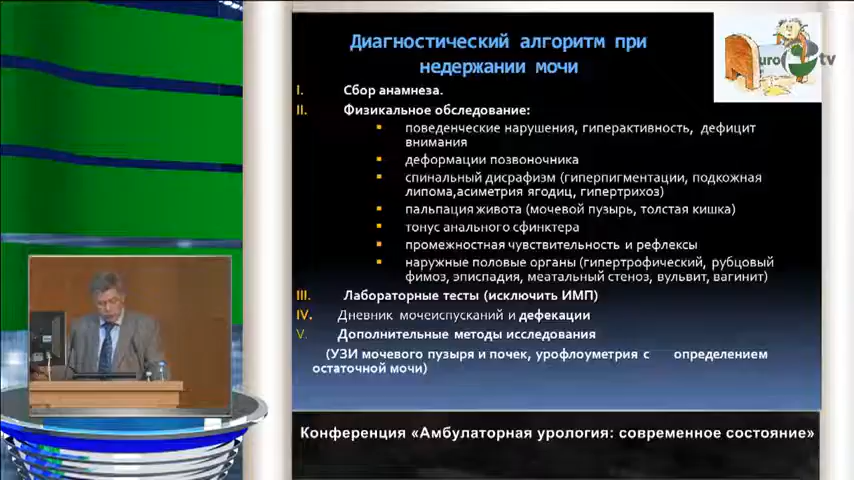 Диагностический алгоритм при
недержании мочи
uro tv
I. Сбор анамнеза.
II. Физикальное обследование:
поведенческие нарушения, гиперактивность, дефицит
внимания
деформации позвоночника
спинальный дисрафизм (гиперпигментации, подкожная
липома,асиметрия ягодиц, гипертрихоз)
пальпация живота (мочевой пузырь, толстая кишка)
тонус анального сфинктера
промежностная чувствительность и рефлексы
наружные половые органы (гипертрофический, рубцовый
фимоз, эписпадия, меатальный стеноз, вульвит, вагинит)
III. Лабораторные тесты (исключить ИМП)
IV. Дневник мочеиспусканий и дефекации
V. Дополнительные методы исследования
(УЗИ мочевого пузыря и почек, урофлоуметрия с определением
остаточной мочи)
Конференция «Амбулаторная урология: современное состояние»